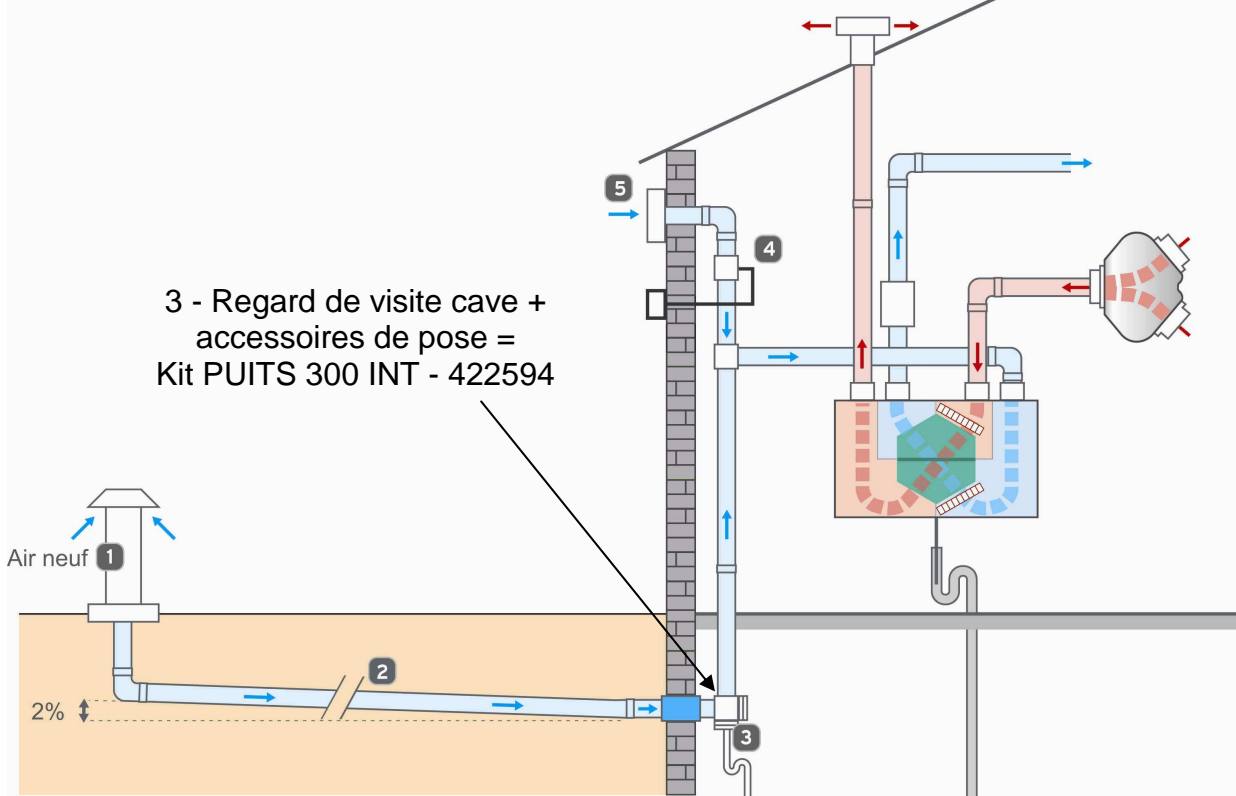 5
4
3 - Regard de visite cave +
accessoires de pose =
Kit PUITS 300 INT - 422594
Air neuf 1
2
2%
3